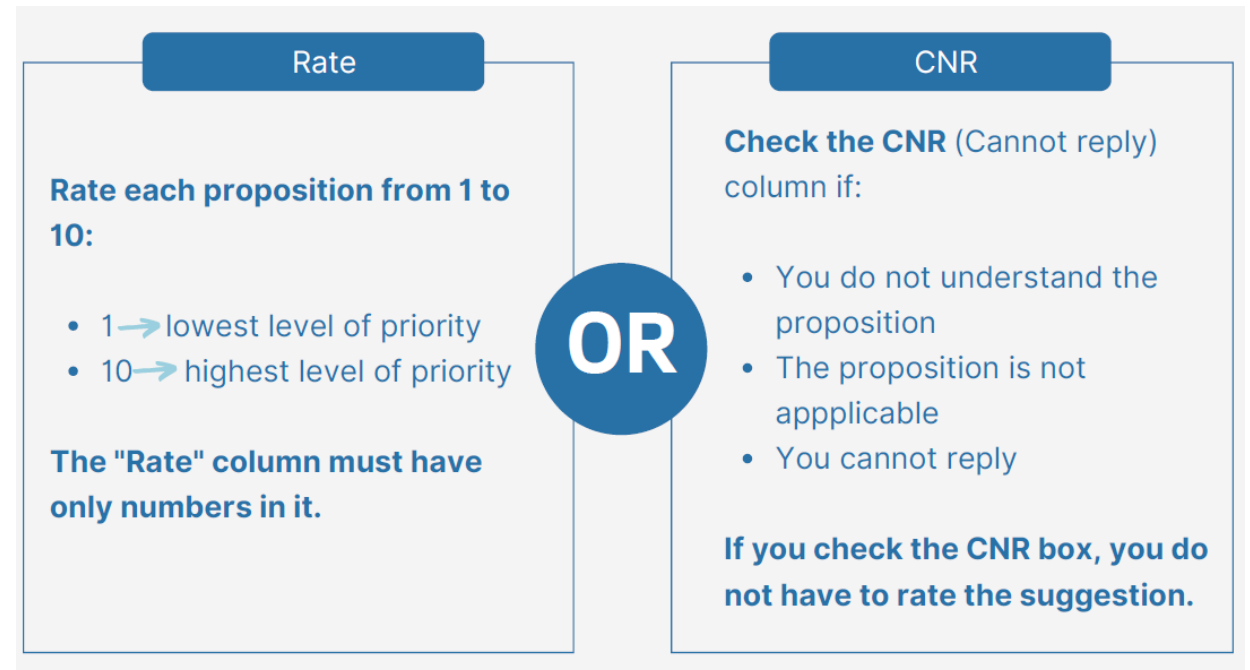 Rate
Rate each proposition from 1 to
10:
• 1→lowest level of priority
• 10→highest level of priority
The "Rate" column must have
only numbers in it.
OR
CNR
Check the CNR (Cannot reply)
column if:
• You do not understand the
proposition
• The proposition is not
appplicable
• You cannot reply
If you check the CNR box, you do
not have to rate the suggestion.